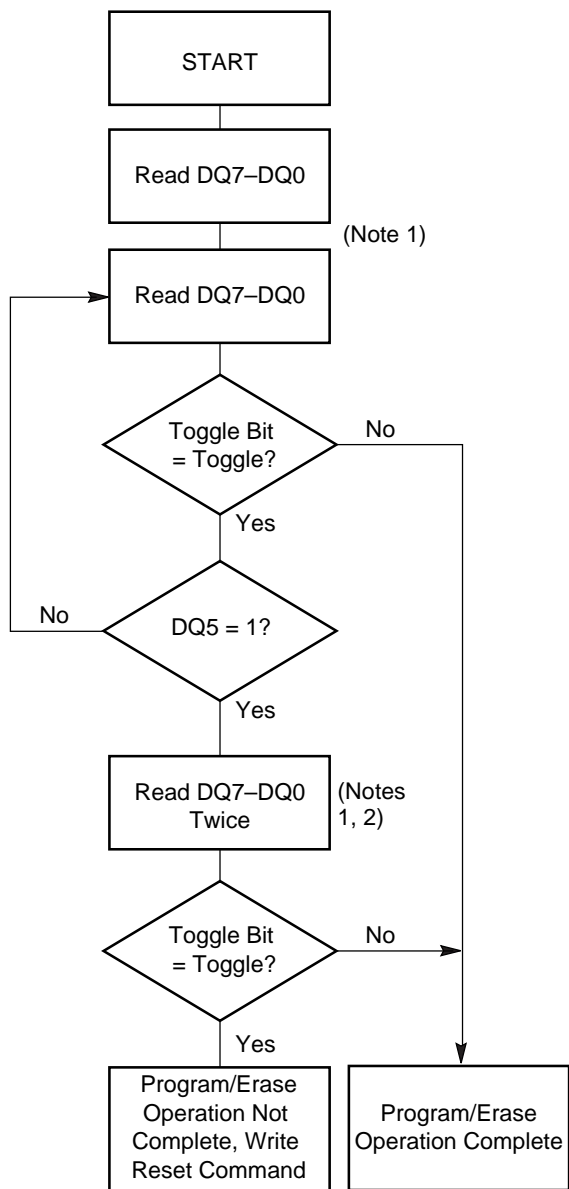 START
Read DQ7–DQ0
(Note 1)
Read DQ7–DQ0
Toggle Bit
= Toggle?
No
Yes
No
DQ5 = 1?
Yes
Read DQ7–DQ0
Twice
(Notes
1, 2)
Toggle Bit
= Toggle?
No
Yes
Program/Erase
Operation Not
Complete, Write
Reset Command
Program/Erase
Operation Complete